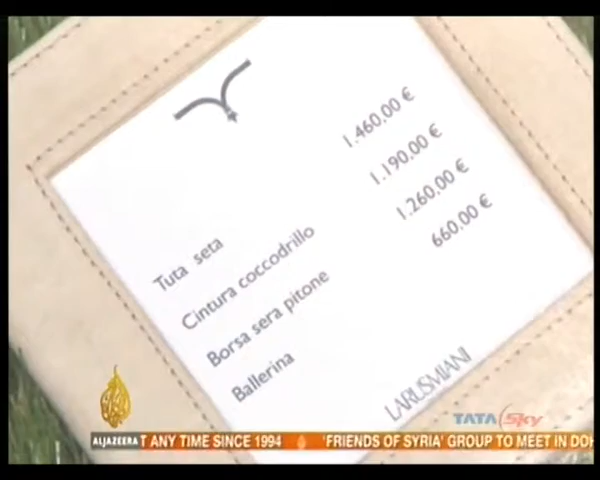 Tuta seta 1.460,00 €
Cintura coccodrillo 1.190,00 €
Borsa sera pitone 1.260,00 €
Ballerina 660,00 €
LARUSMIANI
TATA Sky
ALJAZEERA T ANY TIME SINCE 1994 'FRIENDS OF SYRIA' GROUP TO MEET IN DOH